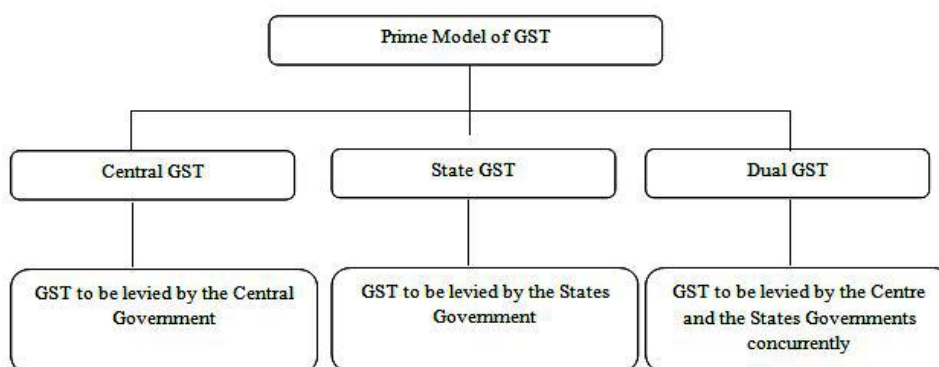 Prime Model of GST
Central GST
State GST
Dual GST
GST to be levied by the Central
Government
GST to be levied by the States
Government
GST to be levied by the Centre
and the States Governments
concurrently